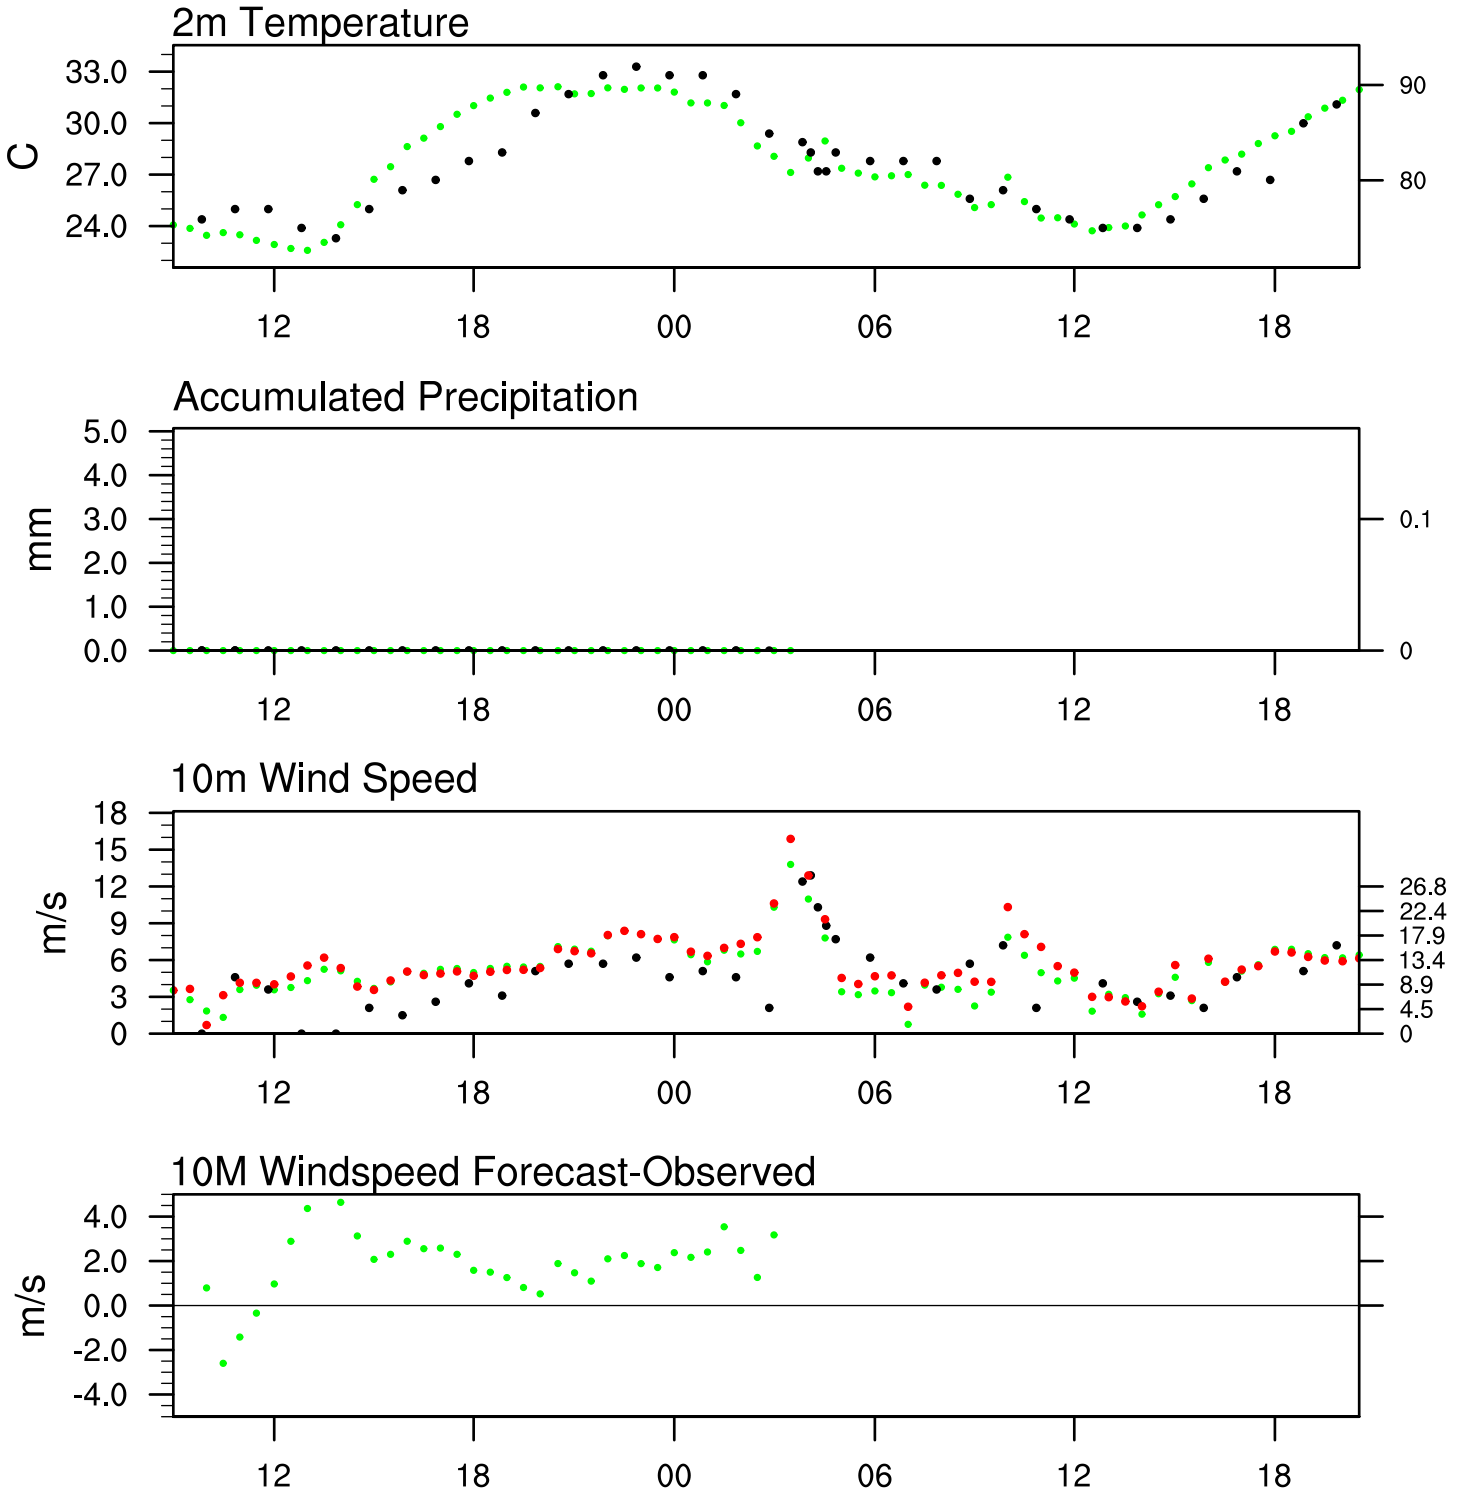 2m Temperature
33.0
30.0
27.0
24.0
C
90
80
12 18 00 06 12 18
Accumulated Precipitation
5.0
4.0
3.0
2.0
1.0
0.0
mm
0.1
0
12 18 00 06 12 18
10m Wind Speed
18
15
12
9
6
3
0
m/s
26.8
22.4
17.9
13.4
8.9
4.5
0
12 18 00 06 12 18
10M Windspeed Forecast-Observed
4.0
2.0
0.0
-2.0
-4.0
m/s
12 18 00 06 12 18